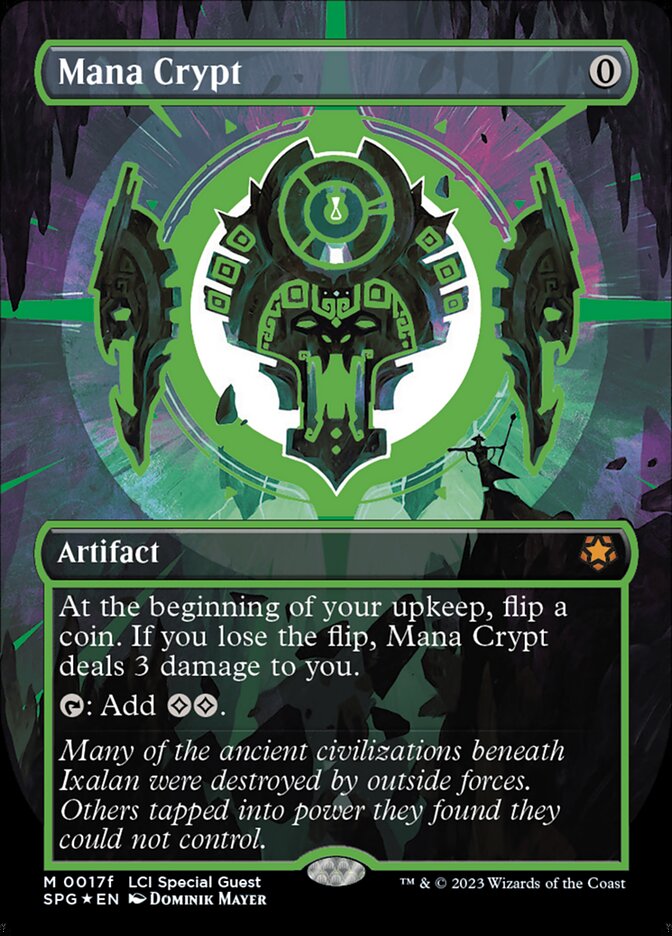 Mana Crypt 0
Artifact
At the beginning of your upkeep, flip a
coin. If you lose the flip, Mana Crypt
deals 3 damage to you.
: Add .
Many of the ancient civilizations beneath
Ixalan were destroyed by outside forces.
Others tapped into power they found they
could not control.
M 0017f LCI Special Guest
SPG★EN Dominik Mayer
™ & © 2023 Wizards of the Coast